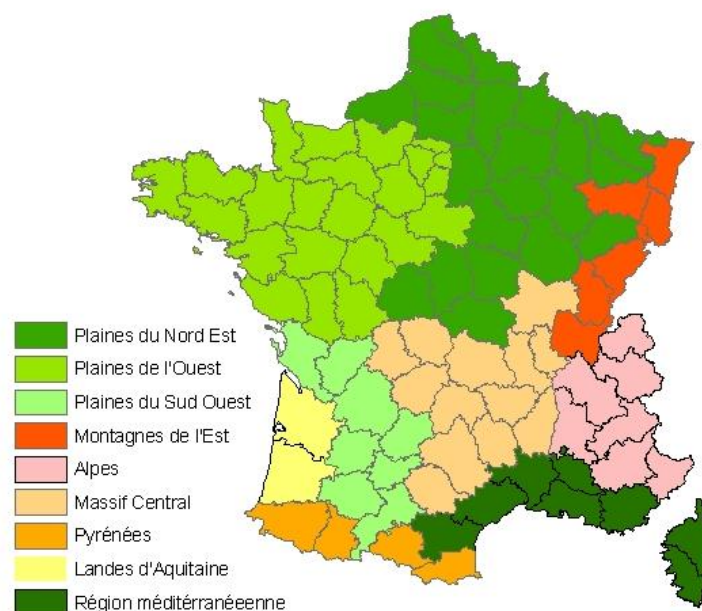 Plaines du Nord Est
Plaines de l'Ouest
Plaines du Sud Ouest
Montagnes de l'Est
Alpes
Massif Central
Pyrénées
Landes d'Aquitaine
Région méditérranéeenne